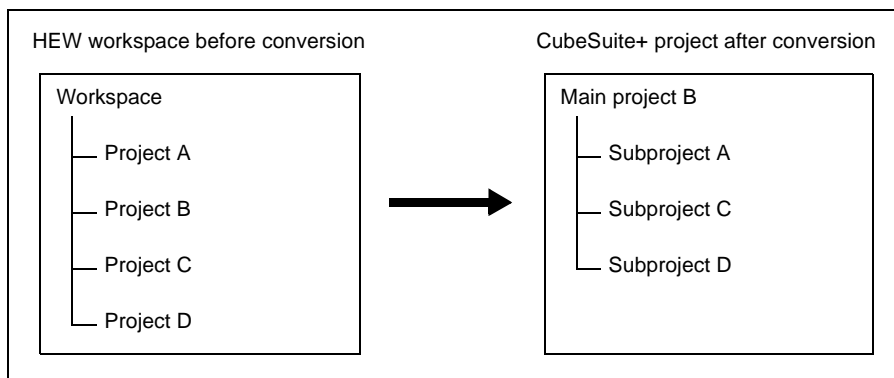 HEW workspace before conversion
Workspace
Project A
Project B
Project C
Project D
CubeSuite+ project after conversion
Main project B
Subproject A
Subproject C
Subproject D